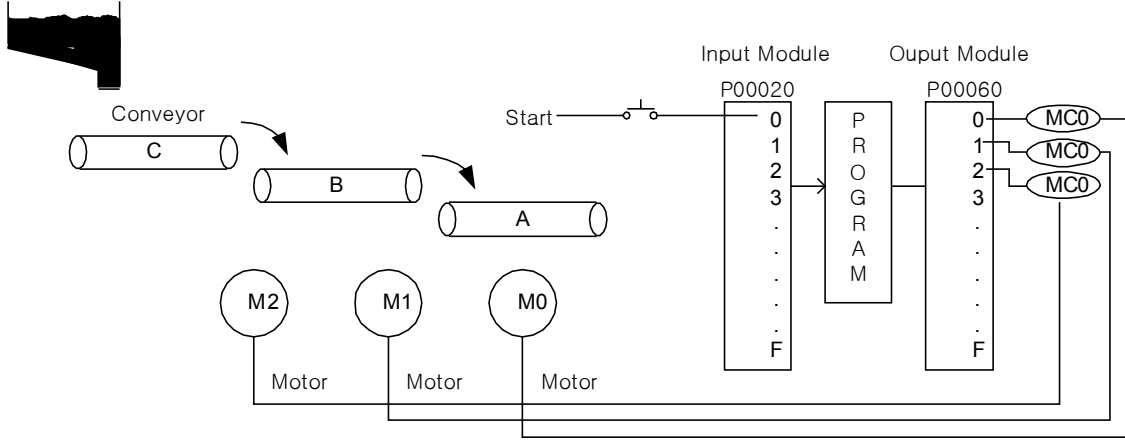 Input Module
Ouput Module
P00020
P00060
Conveyor
Start
C
B
A
0
1
2
3
.
.
.
.
.
F
P
R
O
G
R
A
M
0
1
2
3
.
.
.
.
.
F
MC0
MC0
MC0
M2
M1
M0
Motor
Motor
Motor